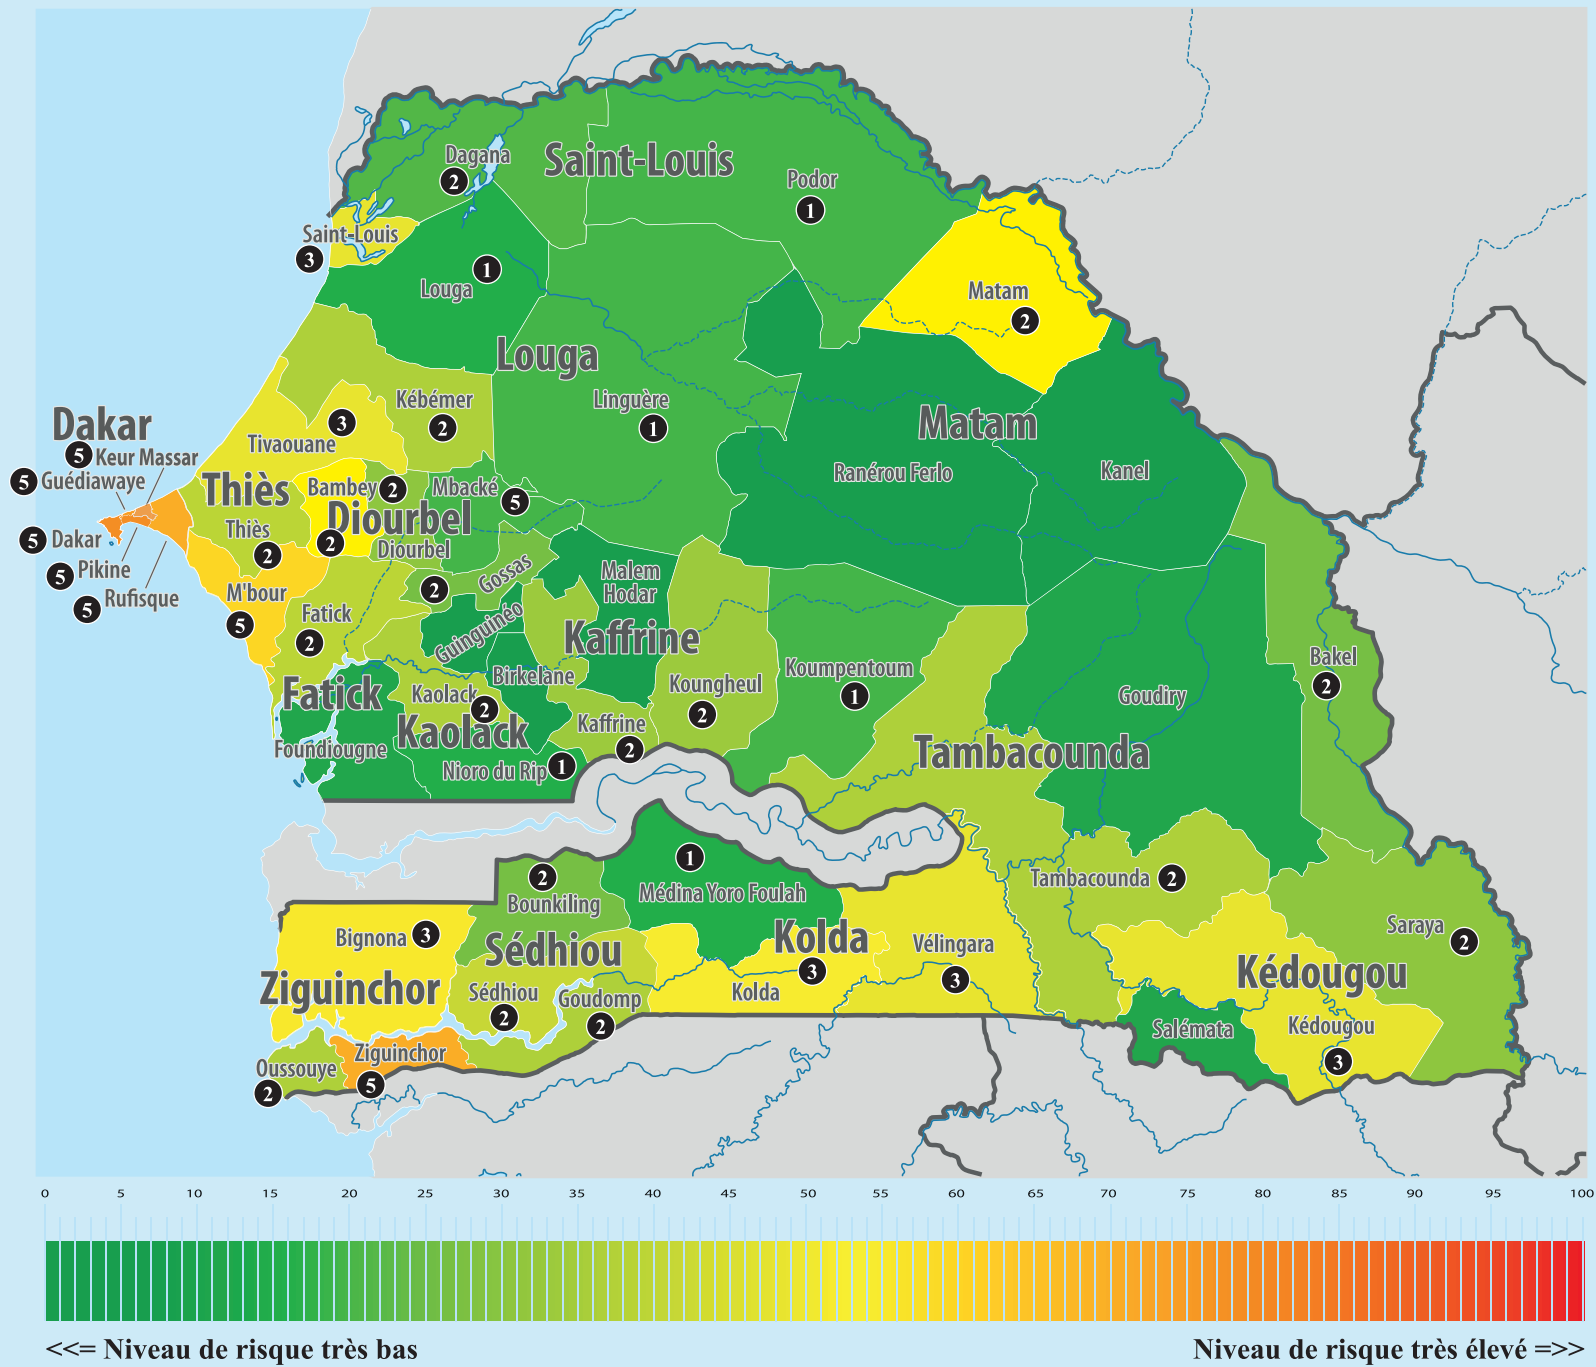 Dagana
2
Saint-Louis
Podor
1
Saint-Louis
3
Louga
1
Matam
2
Louga
Kébémer
2
Linguère
1
Tivaouane
3
Matam
Ranérou Ferlo
Kanel
Dakar
5
Keur Massar
5
Guédiawaye
Thiès
Bambey
2
Mbacké
5
Diourbel
Thiès
2
2
Diourbel
5
Dakar
5
Pikine
5
Rufisque
M'bour
5
Gossas
2
Malem
Hodar
Fatick
2
Guinguinéo
Kaffrine
Birkelane
Koumpentoum
1
Goudiry
Bakel
2
Koungheul
2
Fatick
Kaolack
2
Kaolack
Kaffrine
2
Foundiougne
Nioro du Rip
1
Tambacounda
Médina Yoro Foulah
1
2
Bounkiling
Tambacounda
2
Bignona
3
Sédhiou
Kolda
3
Vélingara
3
Saraya
2
Ziguinchor
Sédhiou
2
Goudomp
2
Kolda
Kédougou
Salémata
Kédougou
3
Ziguinchor
5
Oussouye
2
0 5 10 15 20 25 30 35 40 45 50 55 60 65 70 75 80 85 90 95 100
<<= Niveau de risque très bas
Niveau de risque très élevé =>>